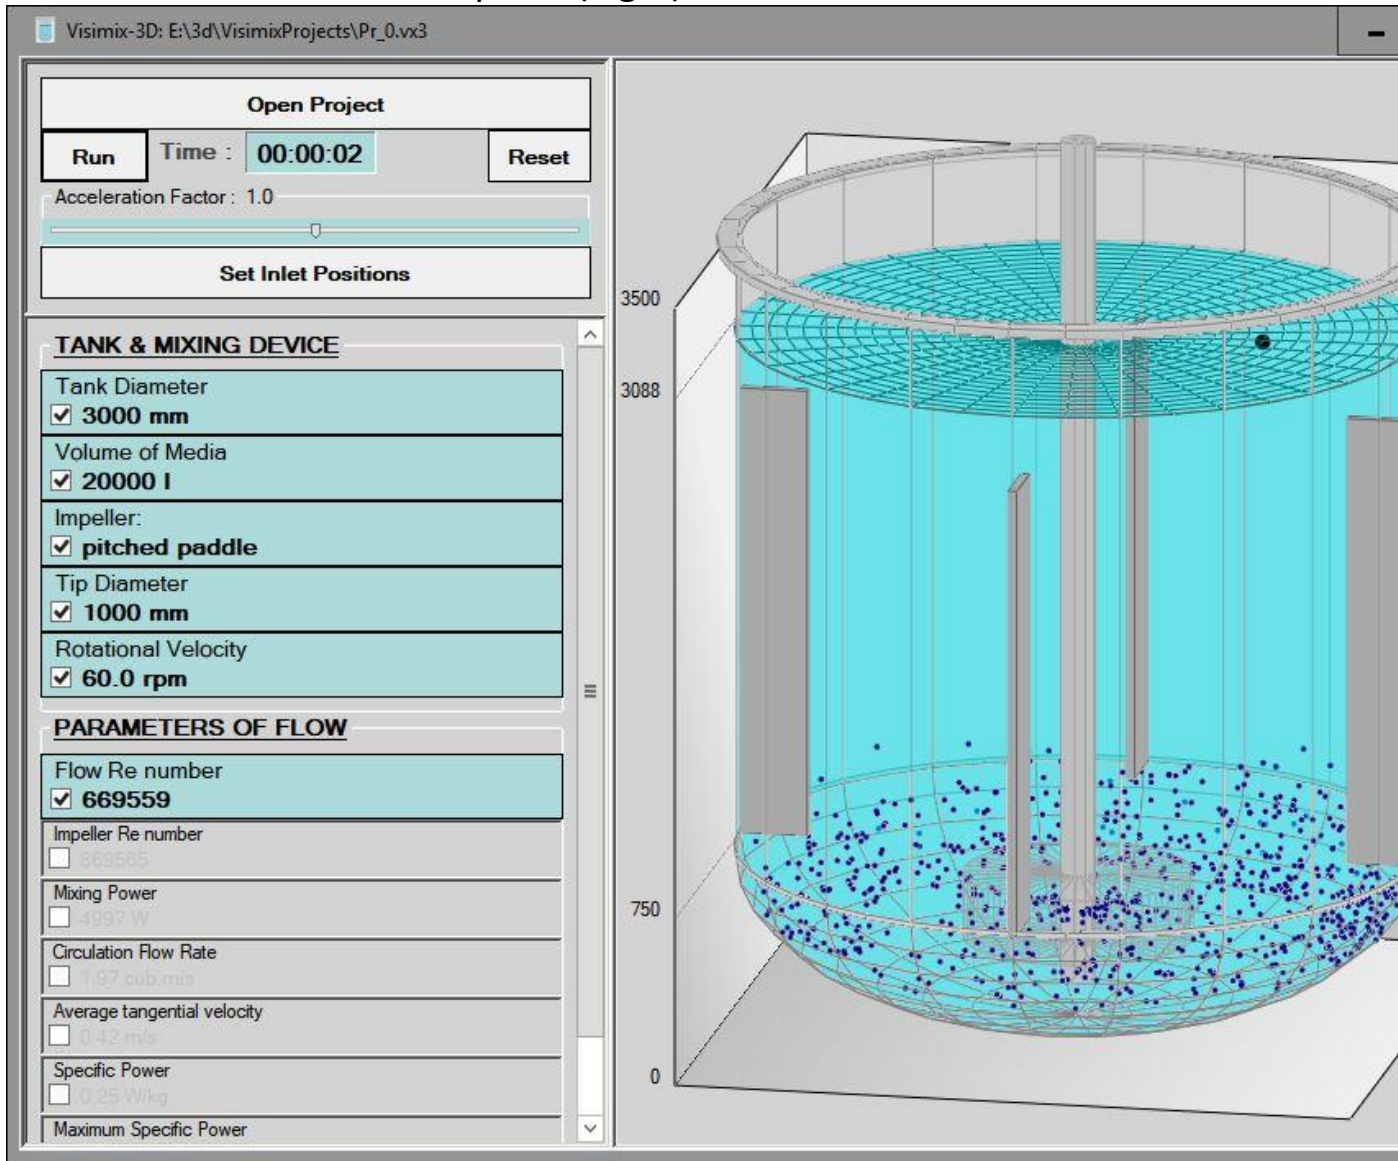 Visimix-3D: E:\3d\VisimixProjects\Pr_0.vx3
Open Project
Run Time : 00:00:02 Reset
Acceleration Factor : 1.0
Set Inlet Positions
TANK & MIXING DEVICE
Tank Diameter
3000 mm
Volume of Media
20000 l
Impeller:
pitched paddle
Tip Diameter
1000 mm
Rotational Velocity
60.0 rpm
PARAMETERS OF FLOW
Flow Re number
669559
Impeller Re number
869565
Mixing Power
4997 W
Circulation Flow Rate
1.97 cub.m/s
Average tangential velocity
0.42 m/s
Specific Power
0.25 W/kg
Maximum Specific Power
3500
3088
750
0